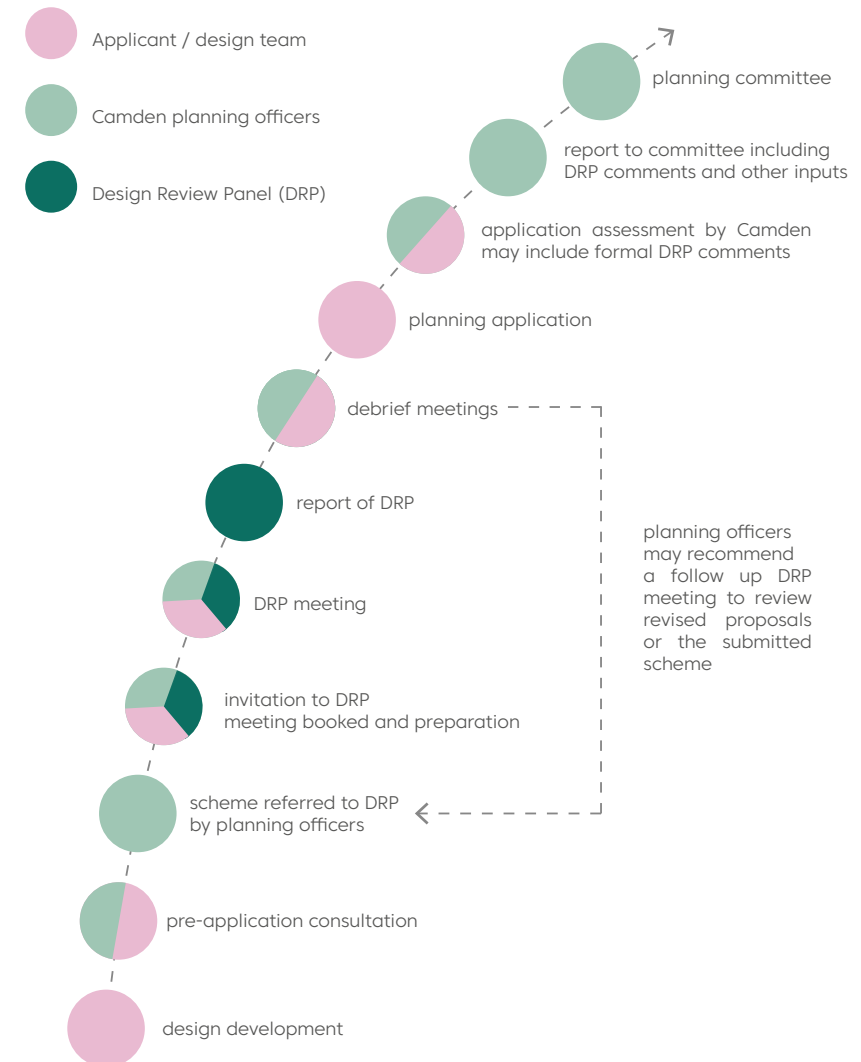 Applicant / design team
Camden planning officers
Design Review Panel (DRP)
planning committee
report to committee including
DRP comments and other inputs
application assessment by Camden
may include formal DRP comments
planning application
debrief meetings
report of DRP
DRP meeting
invitation to DRP
meeting booked and preparation
scheme referred to DRP
by planning officers
pre-application consultation
design development
planning officers
may recommend
a follow up DRP
meeting to review
revised proposals
or the submitted
scheme